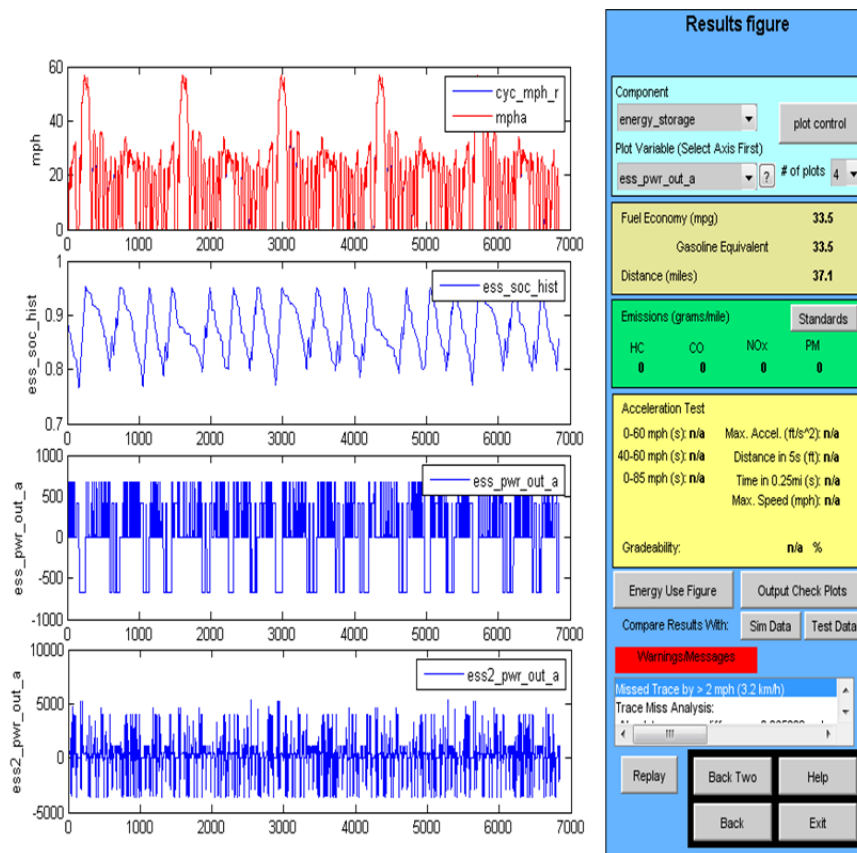 60
40
20
0
mph
cyc_mph_r
mpha
0 1000 2000 3000 4000 5000 6000 7000
1
0.9
0.8
0.7
ess_soc_hist
ess_soc_hist
0 1000 2000 3000 4000 5000 6000 7000
1000
500
0
-500
-1000
ess_pwr_out_a
ess_pwr_out_a
0 1000 2000 3000 4000 5000 6000 7000
10000
5000
0
-5000
ess2_pwr_out_a
ess2_pwr_out_a
0 1000 2000 3000 4000 5000 6000 7000
Results figure
Component
energy_storage
plot control
Plot Variable (Select Axis First)
ess_pwr_out_a ? # of plots 4
Fuel Economy (mpg) 33.5
Gasoline Equivalent 33.5
Distance (miles) 37.1
Emissions (grams/mile) Standards
HC CO NOx PM
0 0 0 0
Acceleration Test
0-60 mph (s): n/a Max. Accel. (ft/s^2): n/a
40-60 mph (s): n/a Distance in 5s (ft): n/a
0-85 mph (s): n/a Time in 0.25mi (s): n/a
Max. Speed (mph): n/a
Gradeability: n/a %
Energy Use Figure Output Check Plots
Compare Results With: Sim Data Test Data
Warnings/Messages
Missed Trace by > 2 mph (3.2 km/h)
Trace Miss Analysis:
Replay Back Two Help
Back Exit